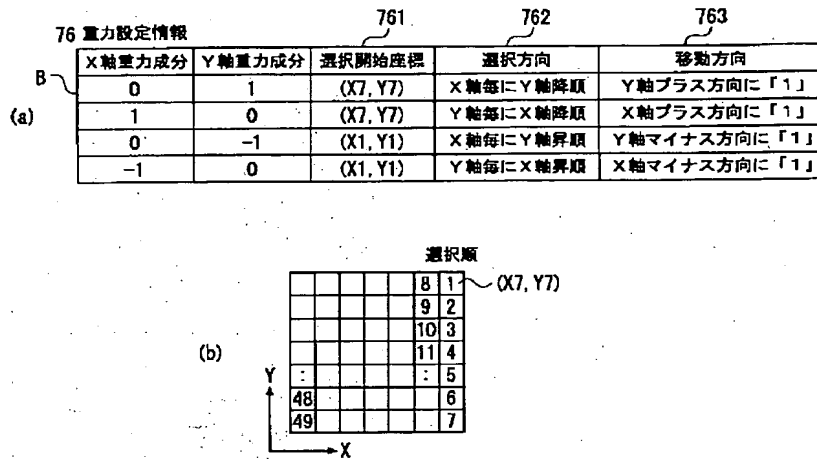 761 762 763
76 重力設定情報
X軸重力成分 Y軸重力成分 選択開始座標 選択方向 移動方向
B 0 1 (X7, Y7) X軸毎にY軸降順 Y軸プラス方向に「1」
(a) 1 0 (X7, Y7) Y軸毎にX軸降順 X軸プラス方向に「1」
0 -1 (X1, Y1) X軸毎にY軸昇順 Y軸マイナス方向に「1」
-1 0 (X1, Y1) Y軸毎にX軸昇順 X軸マイナス方向に「1」
選択順
8 1 (X7, Y7)
9 2
10 3
(b) 11 4
Y : : 5
48 6
49 7
X